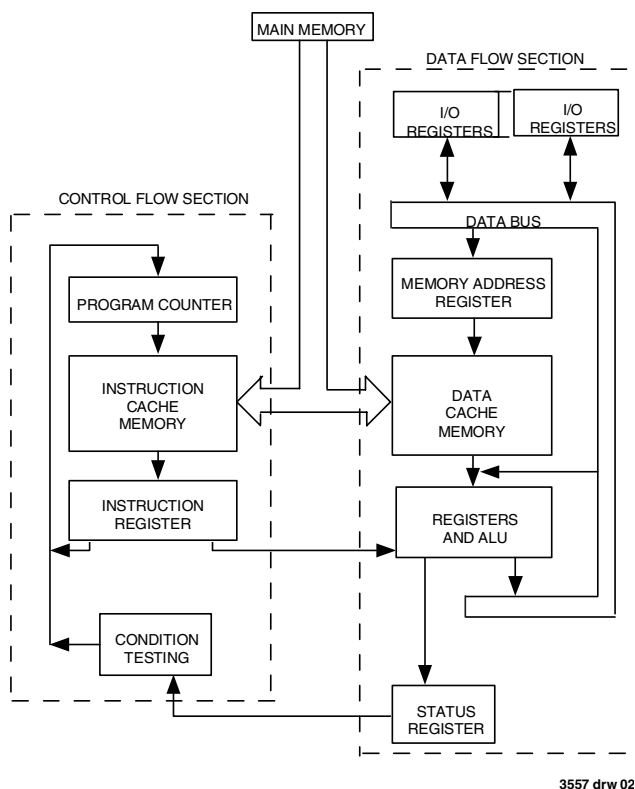 MAIN MEMORY
DATA FLOW SECTION
I/O
REGISTERS
I/O
REGISTERS
CONTROL FLOW SECTION
DATA BUS
PROGRAM COUNTER
MEMORY ADDRESS
REGISTER
INSTRUCTION
CACHE
MEMORY
DATA
CACHE
MEMORY
INSTRUCTION
REGISTER
REGISTERS
AND ALU
CONDITION
TESTING
STATUS
REGISTER
3557 drw 02